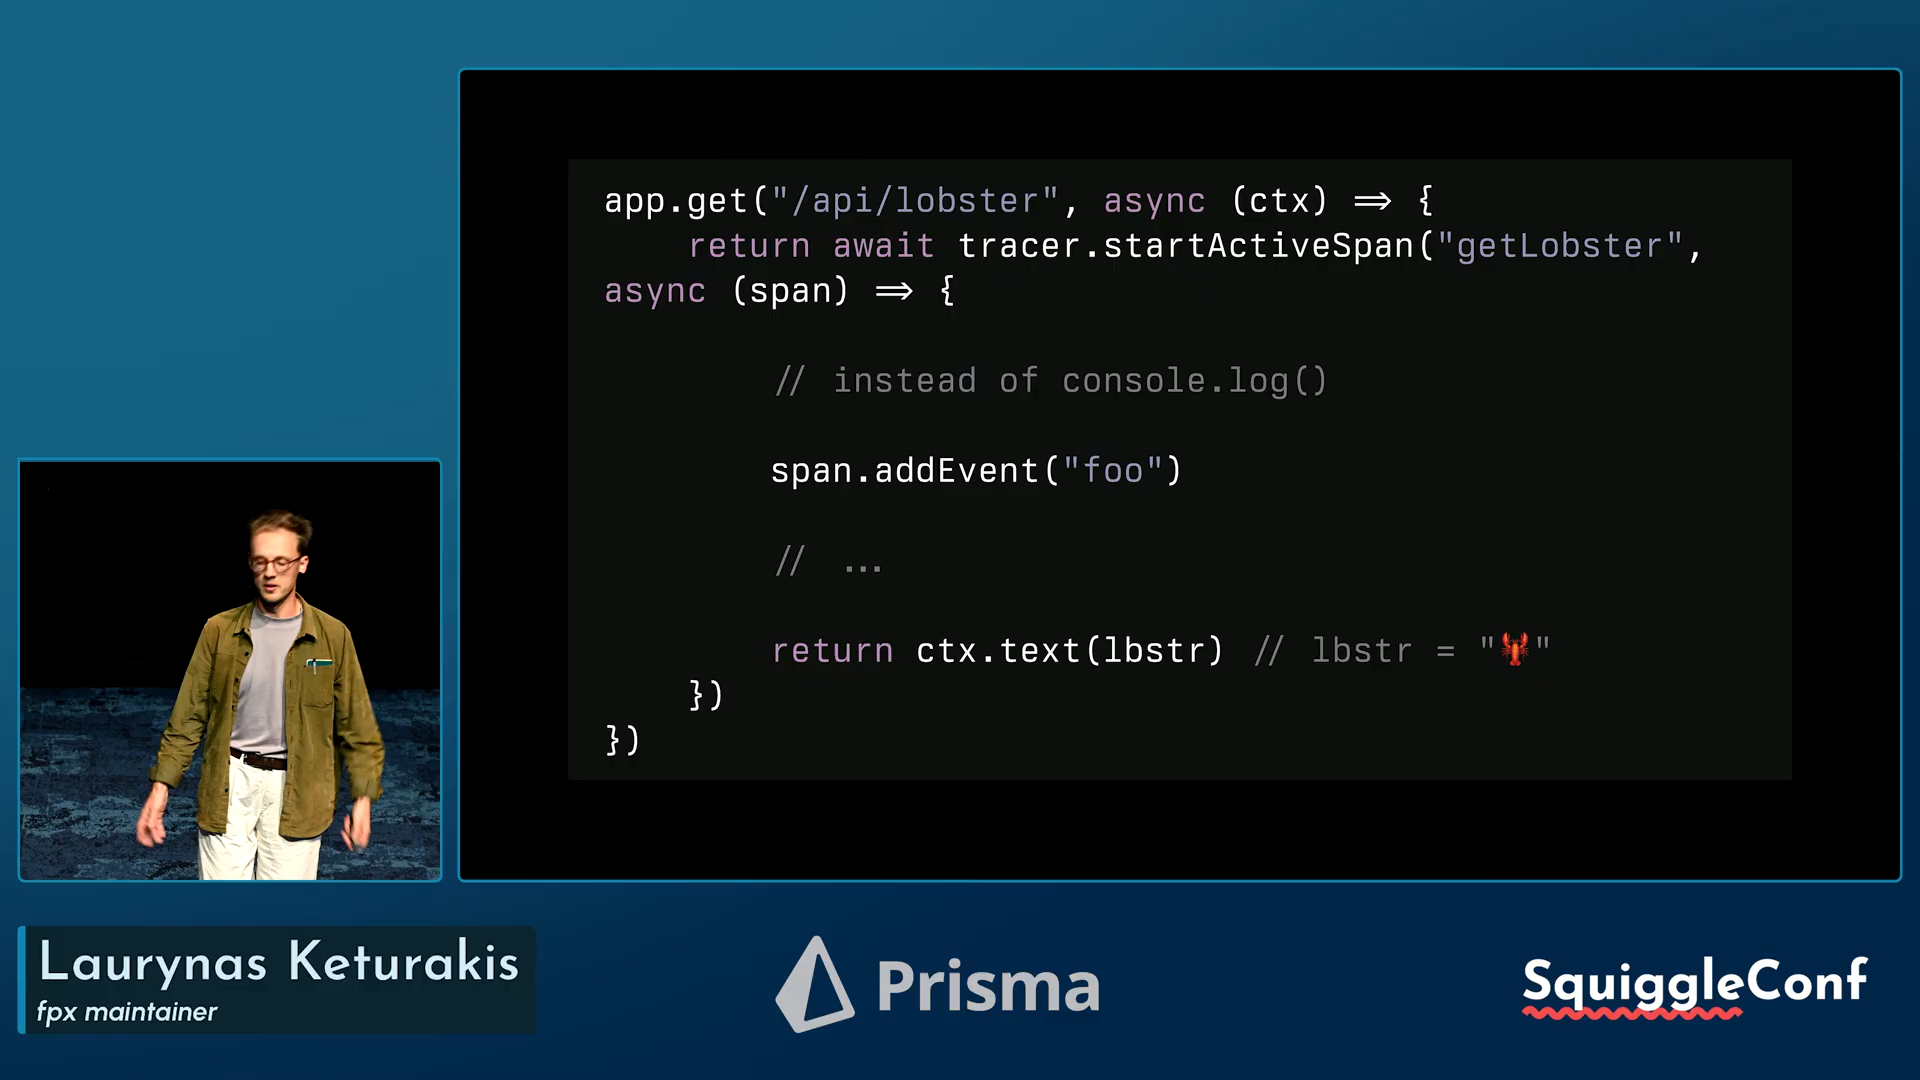 app.get("/api/lobster", async (ctx) => {
    return await tracer.startActiveSpan("getLobster",
async (span) => {
        // instead of console.log()
        span.addEvent("foo")
        // ...
        return ctx.text(lbstr) // lbstr = "🦞"
    })
})
Laurynas Keturakis
fpx maintainer
Prisma
SquiggleConf